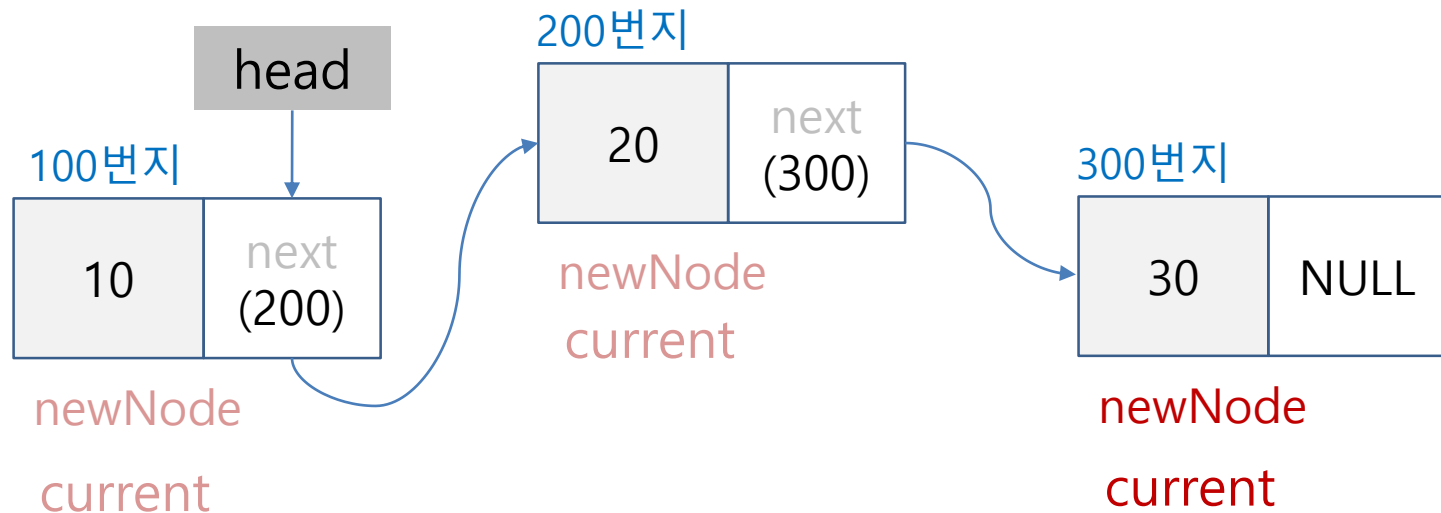 head
100번지
10
next
(200)
newNode
current
200번지
20
next
(300)
newNode
current
300번지
30
NULL
newNode
current